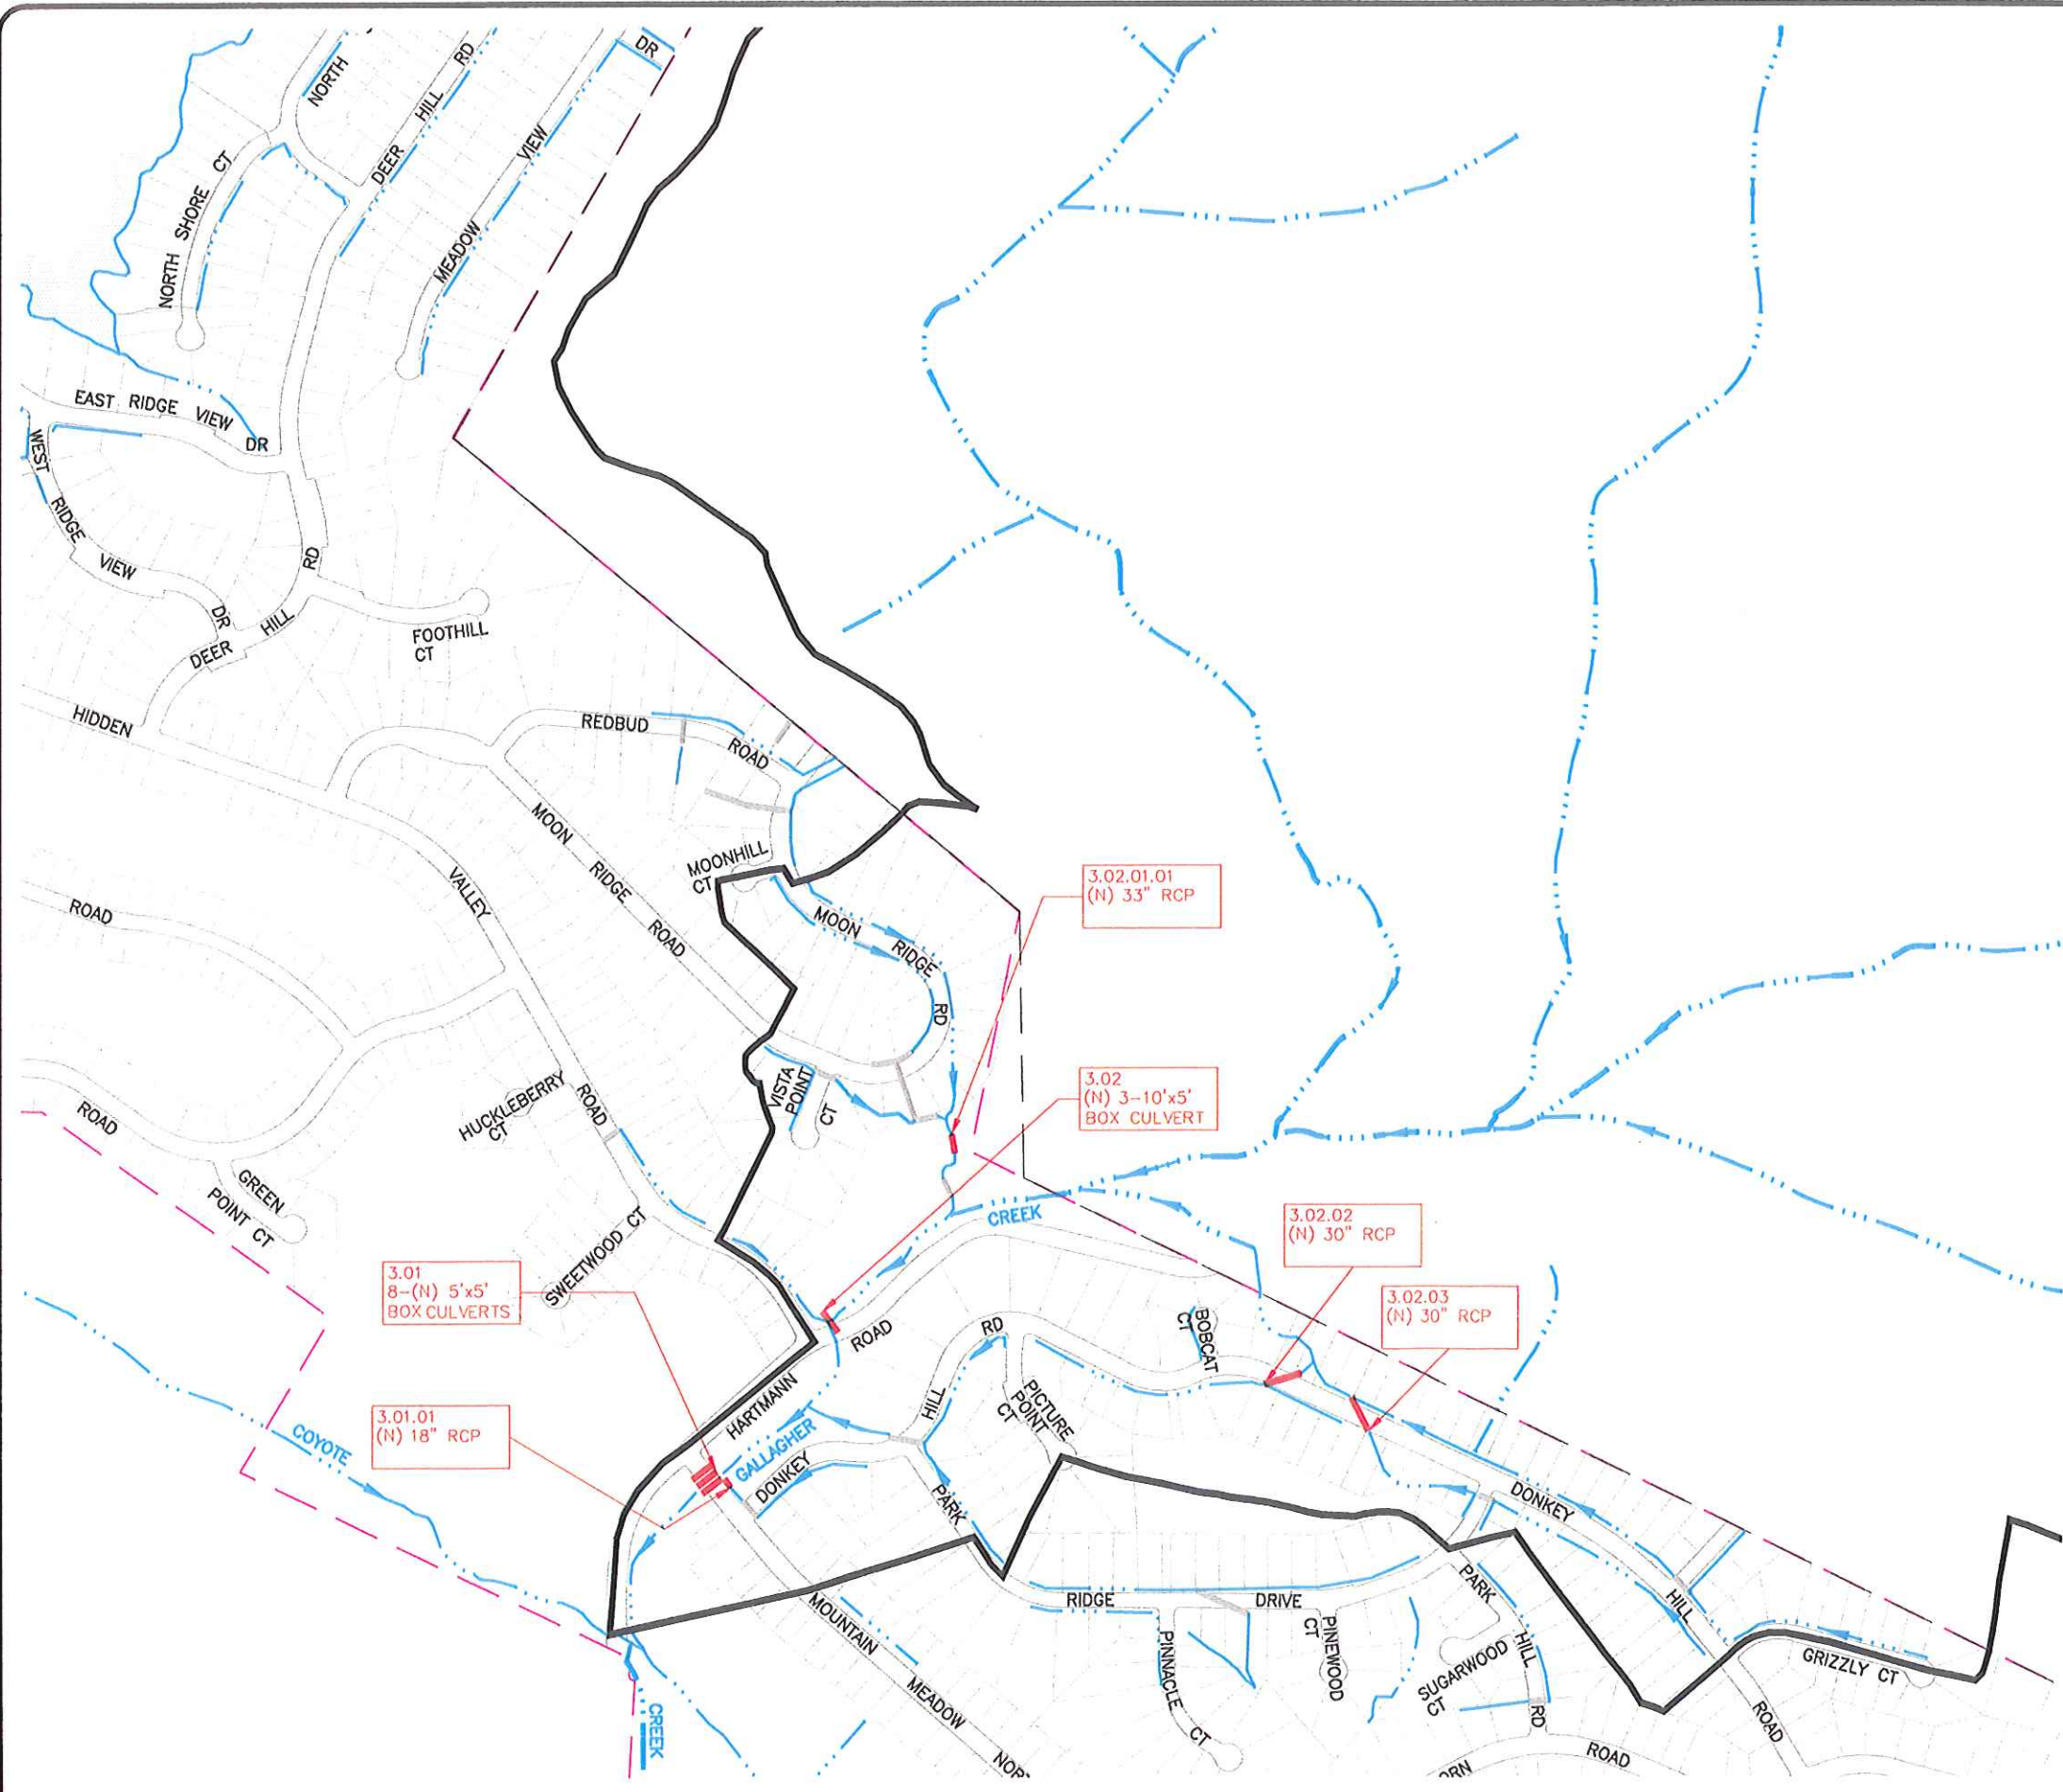 NORTH
DEER HILL RD
DR
MEADOW VIEW
NORTH SHORE CT
EAST RIDGE VIEW DR
WEST RIDGE VIEW DR
DEER HILL RD
FOOTHILL
CT
HIDDEN
VALLEY
ROAD
REDBUD
ROAD
MOON RIDGE ROAD
MOONHILL
CT
MOON RIDGE RD
ROAD
ROAD
3.02.01.01
(N) 33" RCP
3.02
(N) 3-10'x5'
BOX CULVERT
VISTA
POINT
CT
HUCKLEBERRY
CT
GREEN
POINT CT
SWEETWOOD CT
CREEK
3.02.02
(N) 30" RCP
3.02.03
(N) 30" RCP
3.01
8-(N) 5'x5'
BOX CULVERTS
3.01.01
(N) 18" RCP
HARTMANN
ROAD
BOBCAT
CT
PARK
HILL
RD
PICTURE
POINT
CT
GALLAGHER
DONKEY
COYOTE
CREEK
DONKEY
HILL
ROAD
RIDGE DRIVE
PARK
HILL
RD
MOUNTAIN
MEADOW
NOR
PINNACLE CT
PINEWOOD
CT
SUGARWOOD
CT
GRIZZLY CT
ORN
ROAD